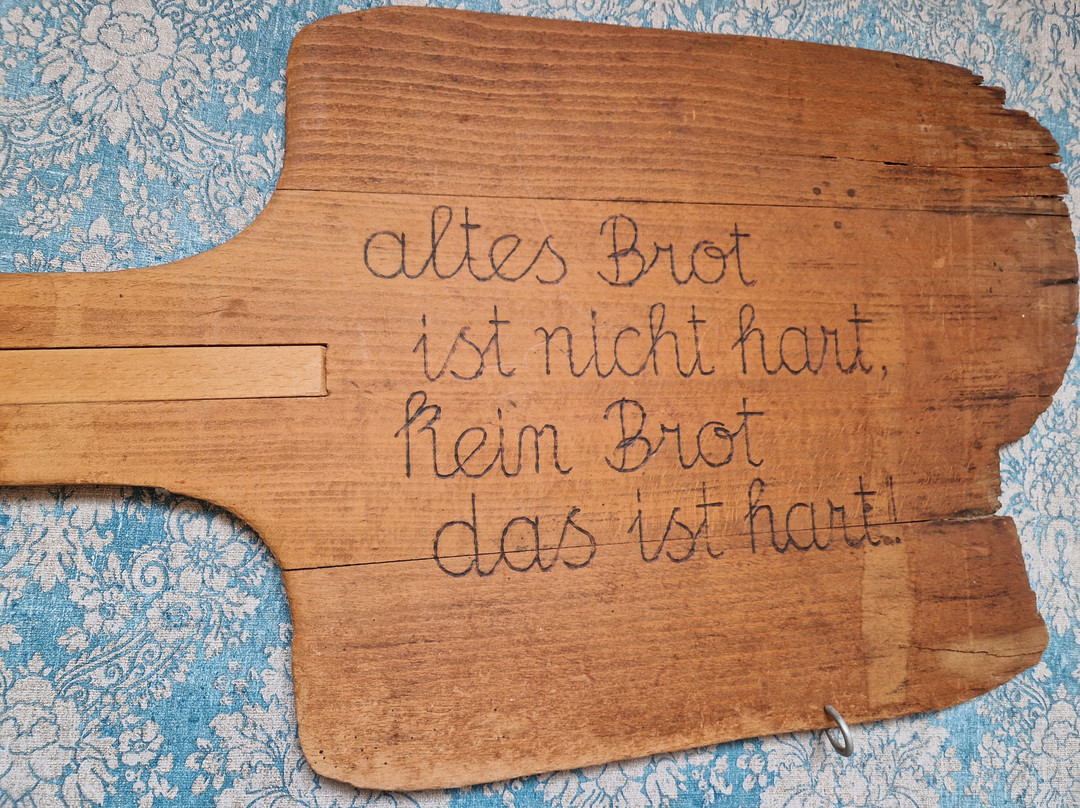 altes Brot
ist nicht hart,
Kein Brot
das ist hart!